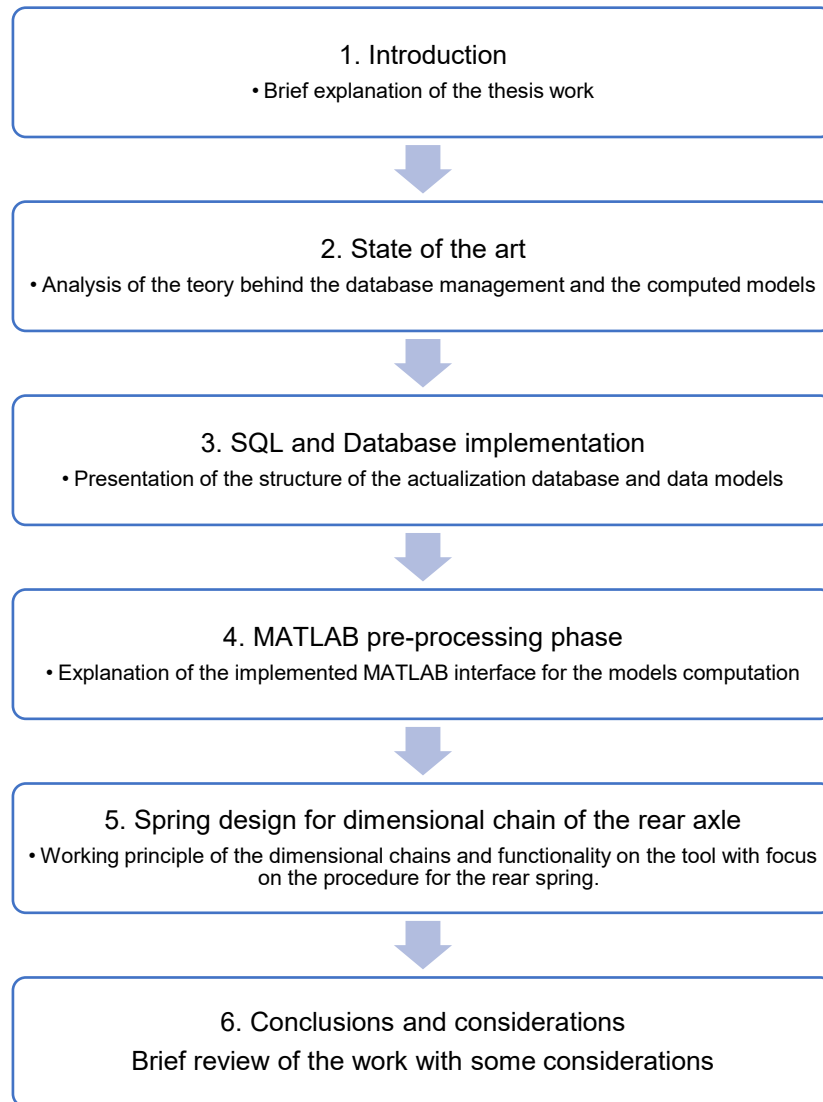 1. Introduction
• Brief explanation of the thesis work
2. State of the art
• Analysis of the teory behind the database management and the computed models
3. SQL and Database implementation
• Presentation of the structure of the actualization database and data models
4. MATLAB pre-processing phase
• Explanation of the implemented MATLAB interface for the models computation
5. Spring design for dimensional chain of the rear axle
• Working principle of the dimensional chains and functionality on the tool with focus
on the procedure for the rear spring.
6. Conclusions and considerations
Brief review of the work with some considerations